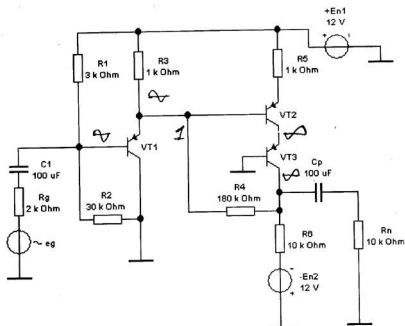 +En1
12 V
R1
3 k Ohm
R3
1 k Ohm
R5
1 k Ohm
VT2
1
VT1
VT3
C1
100 uF
Cp
100 uF
R2
30 k Ohm
R4
180 k Ohm
Rg
2 k Ohm
R6
10 k Ohm
Rn
10 k Ohm
~ eg
-En2
12 V